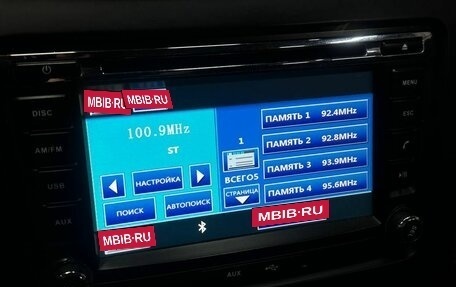 MENU
DISC
MBIB.RU MBIB.RU
ПАМЯТЬ 1 92.4MHz
ESC
100.9MHz
ST
1
ПАМЯТЬ 2 92.8MHz
AM/FM
НАСТРОЙКА
ВСЕГО5
ПАМЯТЬ 3 93.9MHz
USB
ПОИСК
АВТОПОИСК
СТРАНИЦА
ПАМЯТЬ 4 95.6MHz
AUX
MBIB.RU
MBIB.RU
AUX